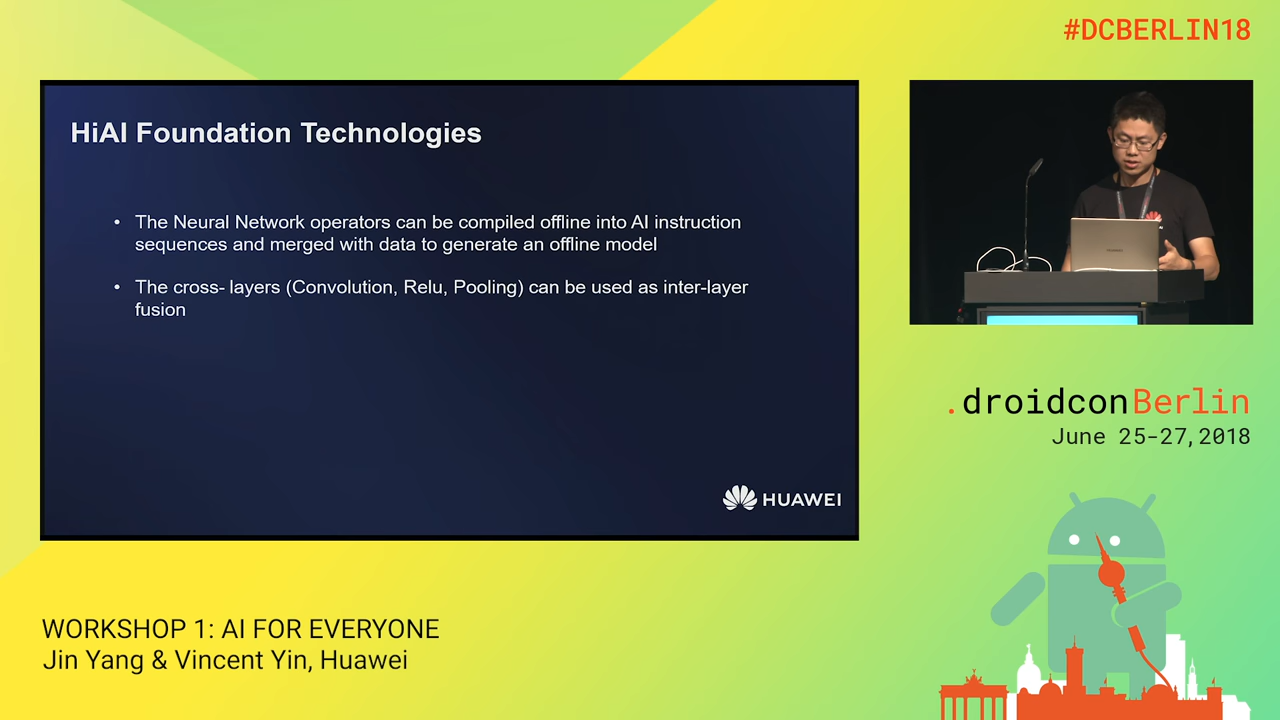 #DCBERLIN18
HiAI Foundation Technologies
• The Neural Network operators can be compiled offline into AI instruction
sequences and merged with data to generate an offline model
• The cross- layers (Convolution, Relu, Pooling) can be used as inter-layer
fusion
HUAWEI
.droidconBerlin
June 25-27,2018
WORKSHOP 1: AI FOR EVERYONE
Jin Yang & Vincent Yin, Huawei